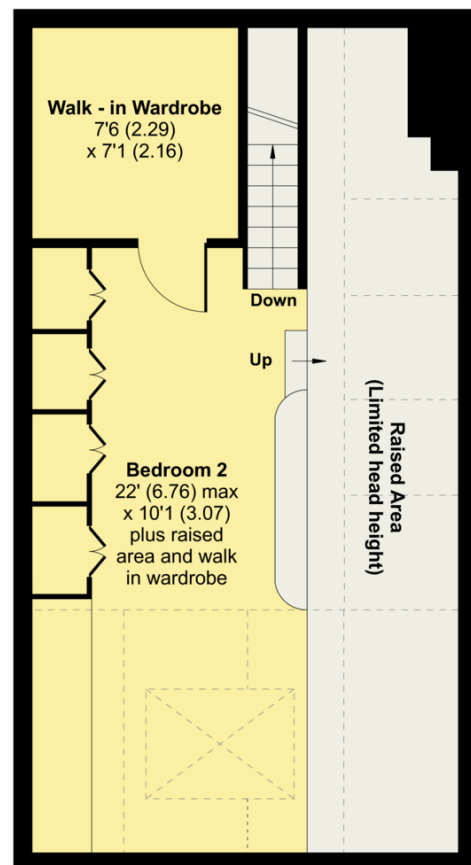 Walk - in Wardrobe
7'6 (2.29)
x 7'1 (2.16)
Down
Up
Raised Area
(Limited head height)
Bedroom 2
22' (6.76) max
x 10'1 (3.07)
plus raised
area and walk
in wardrobe